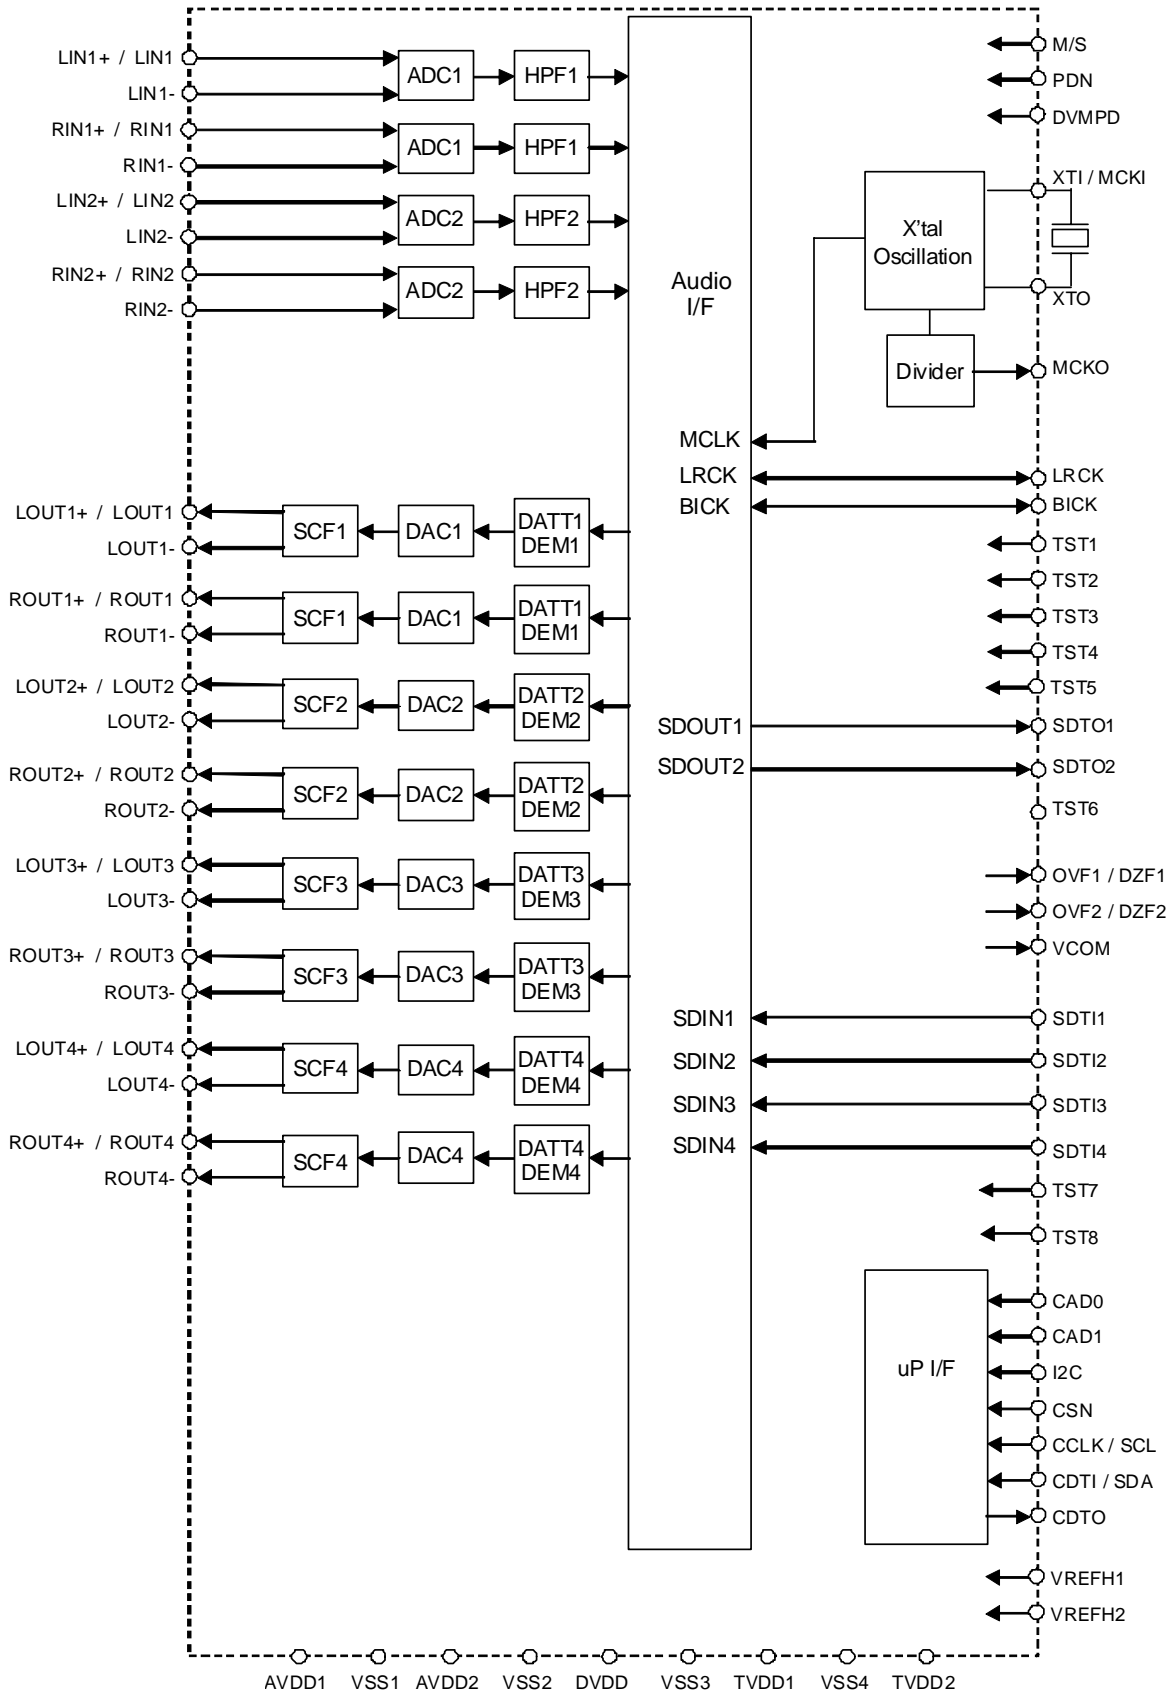 LIN1+ / LIN1
LIN1-
RIN1+ / RIN1
RIN1-
LIN2+ / LIN2
LIN2-
RIN2+ / RIN2
RIN2-
ADC1
HPF1
ADC1
HPF1
ADC2
HPF2
ADC2
HPF2
Audio
I/F
M/S
PDN
DVMPD
XTI / MCKI
X'tal
Oscillation
XTO
Divider
MCKO
MCLK
LRCK
LRCK
BICK
BICK
TST1
TST2
TST3
TST4
TST5
SDOUT1
SDTO1
SDOUT2
SDTO2
TST6
OVF1 / DZF1
OVF2 / DZF2
VCOM
SDIN1
SDTI1
SDIN2
SDTI2
SDIN3
SDTI3
SDIN4
SDTI4
TST7
TST8
LOUT1+ / LOUT1
LOUT1-
SCF1
DAC1
DATT1
DEM1
ROUT1+ / ROUT1
ROUT1-
SCF1
DAC1
DATT1
DEM1
LOUT2+ / LOUT2
LOUT2-
SCF2
DAC2
DATT2
DEM2
ROUT2+ / ROUT2
ROUT2-
SCF2
DAC2
DATT2
DEM2
LOUT3+ / LOUT3
LOUT3-
SCF3
DAC3
DATT3
DEM3
ROUT3+ / ROUT3
ROUT3-
SCF3
DAC3
DATT3
DEM3
LOUT4+ / LOUT4
LOUT4-
SCF4
DAC4
DATT4
DEM4
ROUT4+ / ROUT4
ROUT4-
SCF4
DAC4
DATT4
DEM4
uP I/F
CAD0
CAD1
I2C
CSN
CCLK / SCL
CDTI / SDA
CDTO
VREFH1
VREFH2
AVDD1
VSS1
AVDD2
VSS2
DVDD
VSS3
TVDD1
VSS4
TVDD2